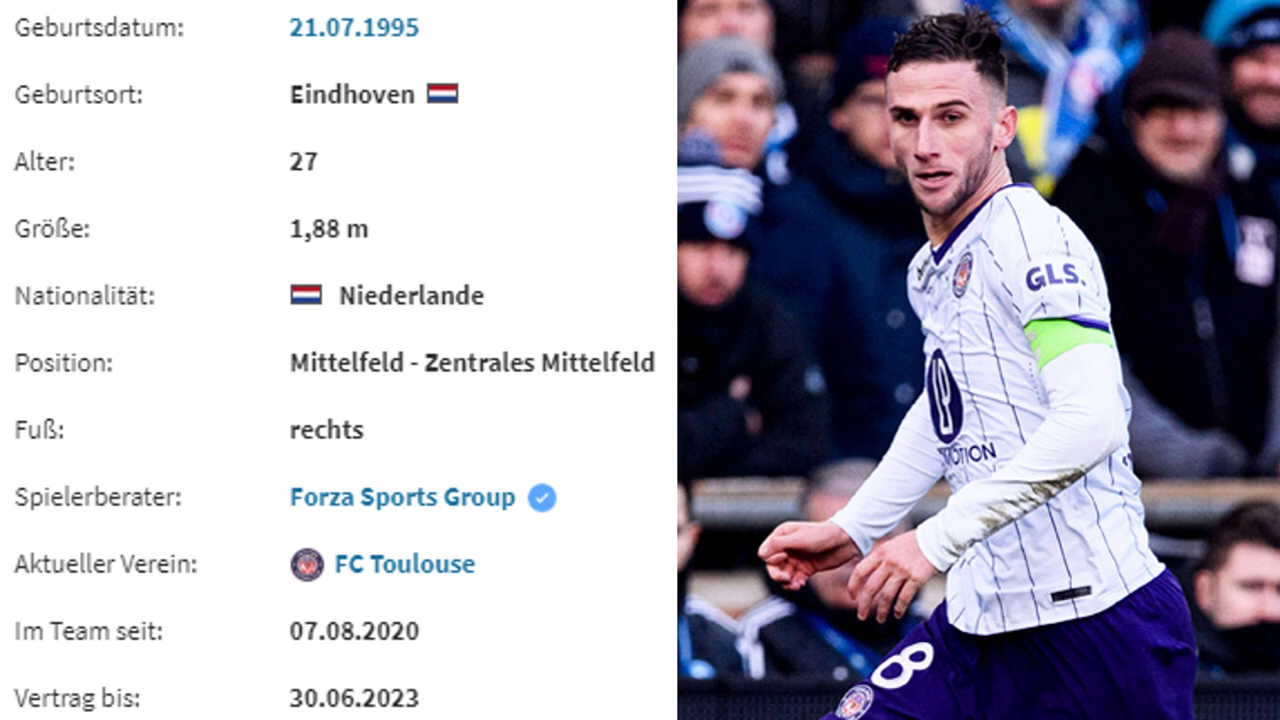 Geburtsdatum: 21.07.1995
Geburtsort: Eindhoven
Alter: 27
Größe: 1,88 m
Nationalität: Niederlande
Position: Mittelfeld - Zentrales Mittelfeld
Fuß: rechts
Spielerberater: Forza Sports Group
Aktueller Verein: FC Toulouse
Im Team seit: 07.08.2020
Vertrag bis: 30.06.2023
GLS.
OTION
8